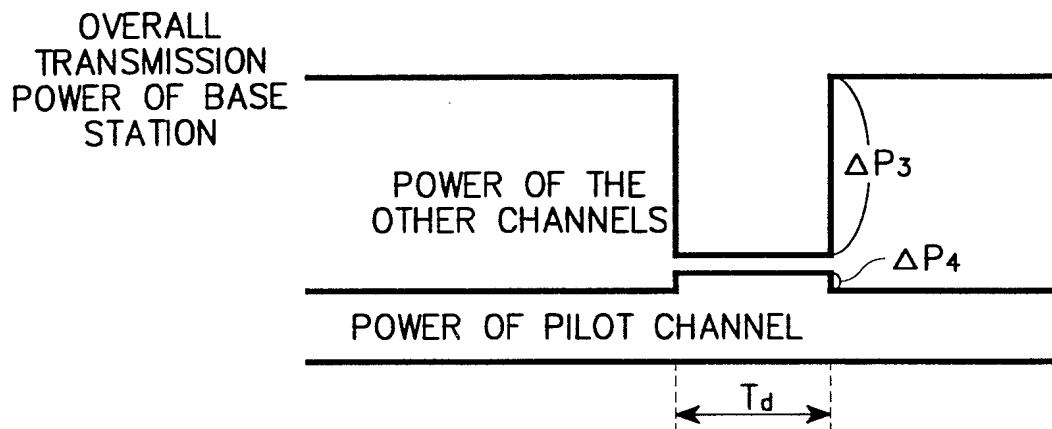 OVERALL
TRANSMISSION
POWER OF BASE
STATION
POWER OF THE
OTHER CHANNELS
ΔP3
ΔP4
POWER OF PILOT CHANNEL
Td